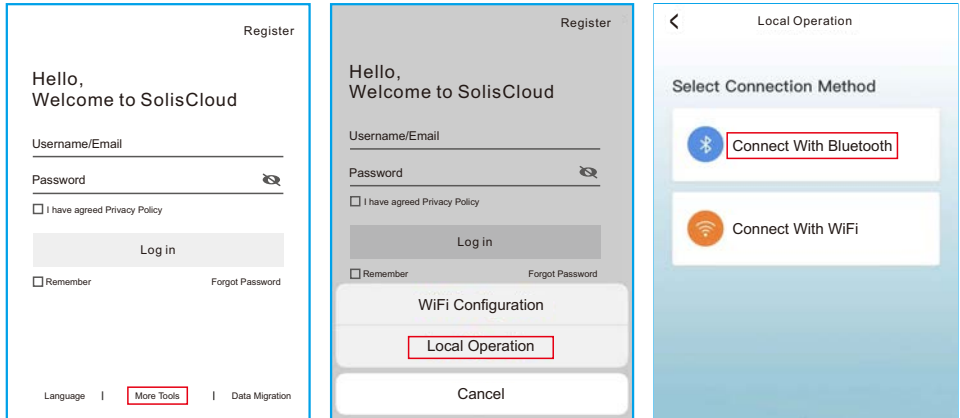 Register
Hello,
Welcome to SolisCloud
Username/Email
Password
I have agreed Privacy Policy
Log in
Remember Forgot Password
Language | More Tools | Data Migration
Register
Hello,
Welcome to SolisCloud
Username/Email
Password
I have agreed Privacy Policy
Log in
Remember Forgot Password
WiFi Configuration
Local Operation
Cancel
Local Operation
Select Connection Method
Connect With Bluetooth
Connect With WiFi